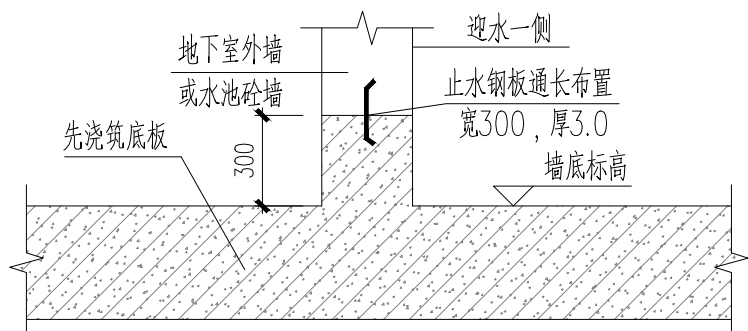 地下室外墙
或水池砼墙
迎水一侧
止水钢板通长布置
宽300，厚3.0
先浇筑底板
300
墙底标高